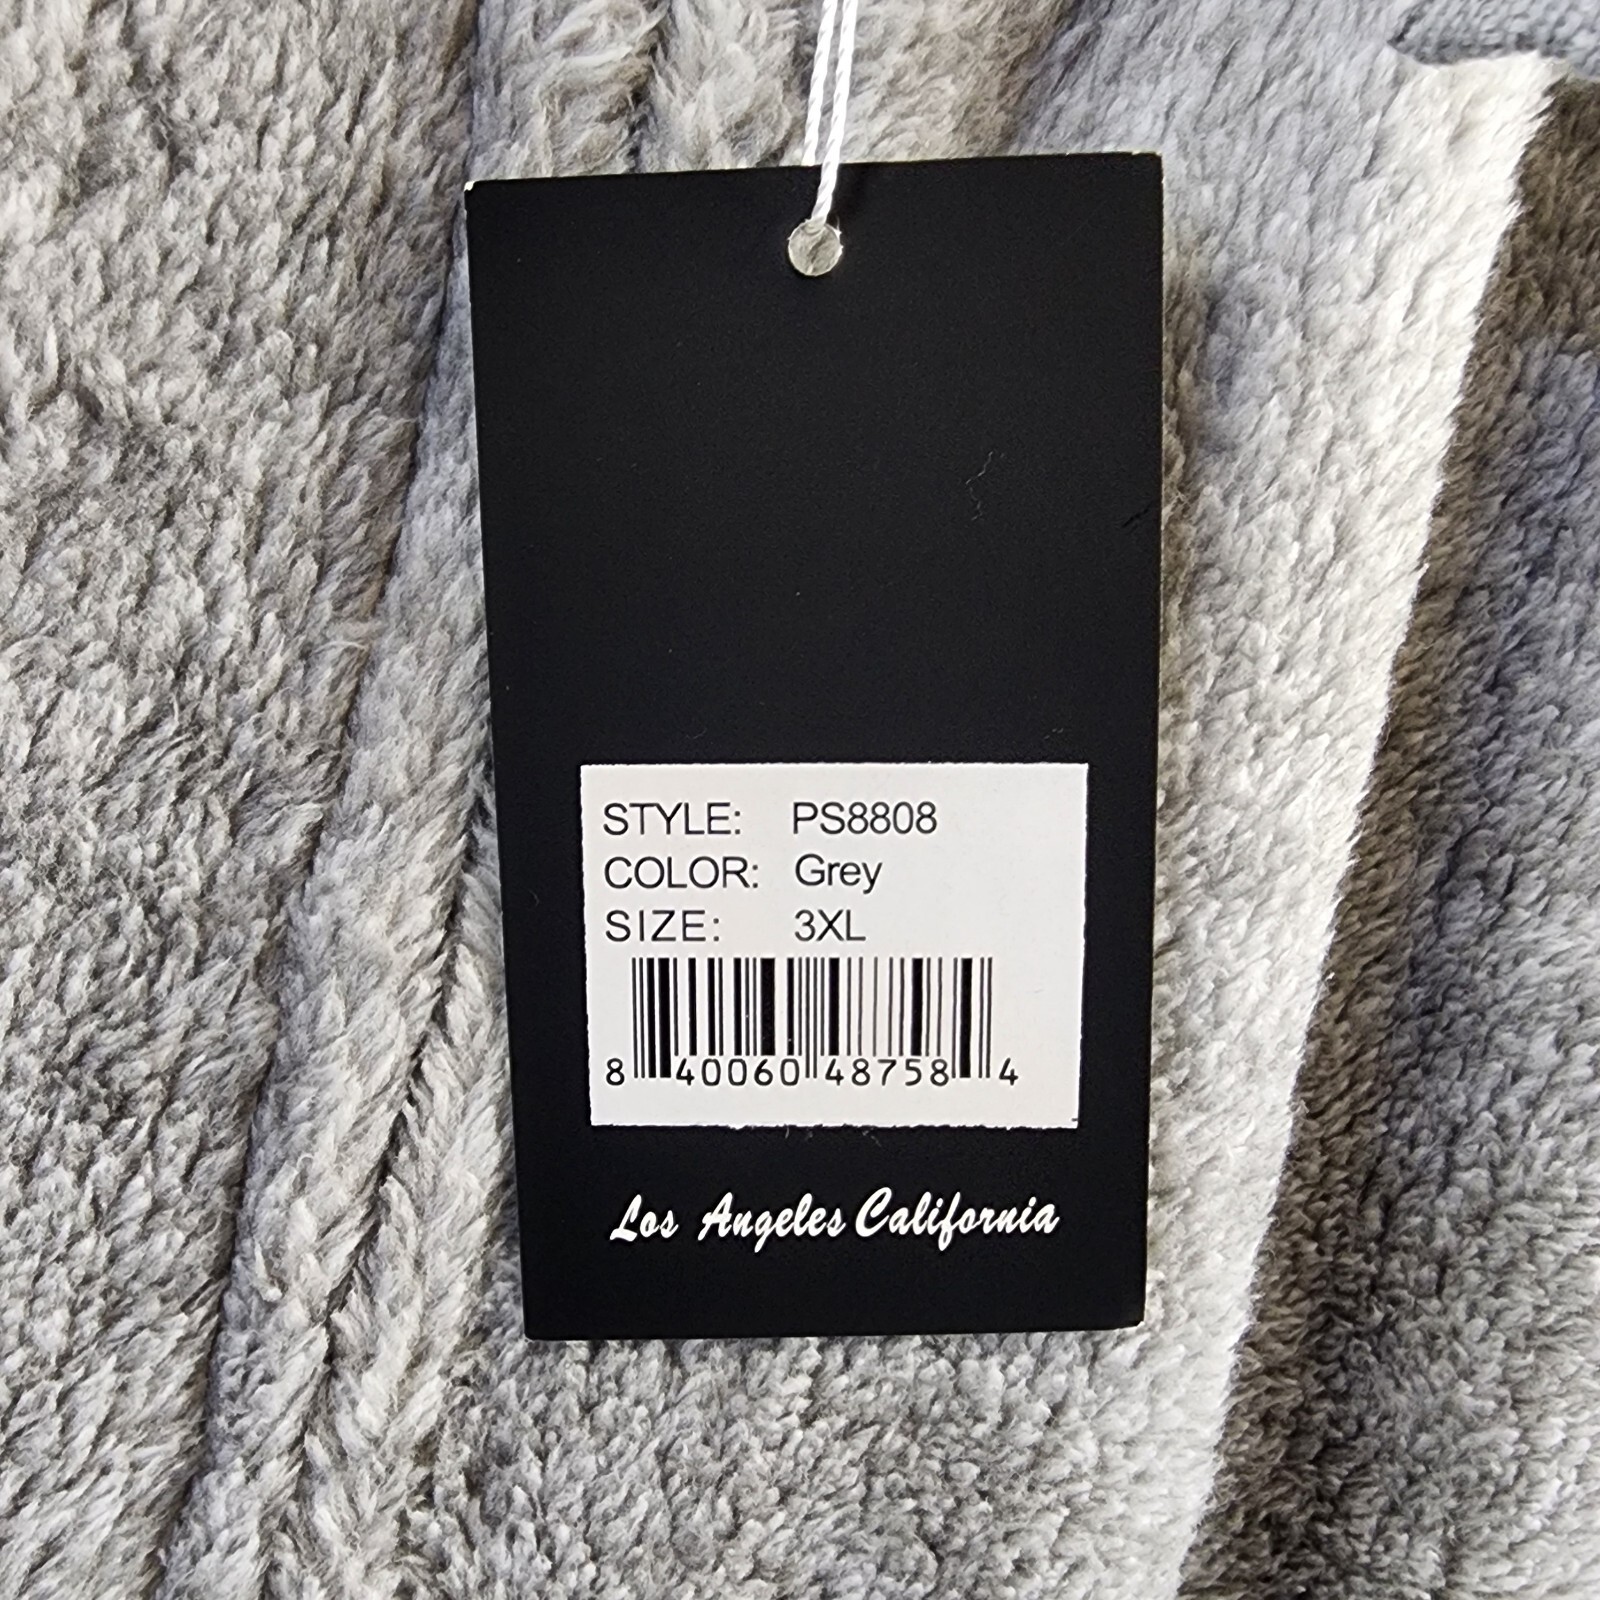 STYLE: PS8808
COLOR: Grey
SIZE: 3XL
8 40060 48758 4
Los Angeles California